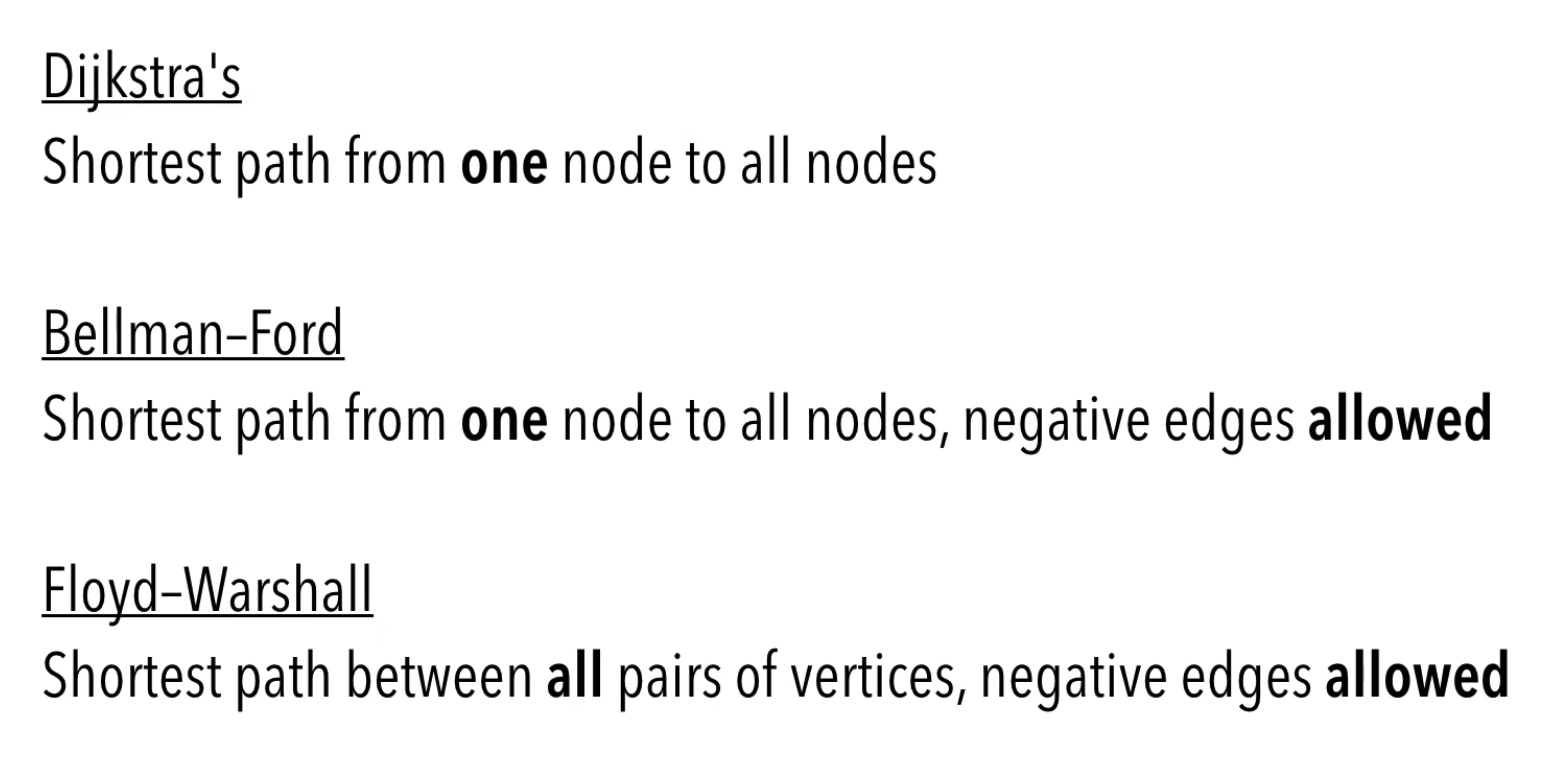 Dijkstra's
Shortest path from one node to all nodes
Bellman–Ford
Shortest path from one node to all nodes, negative edges allowed
Floyd–Warshall
Shortest path between all pairs of vertices, negative edges allowed